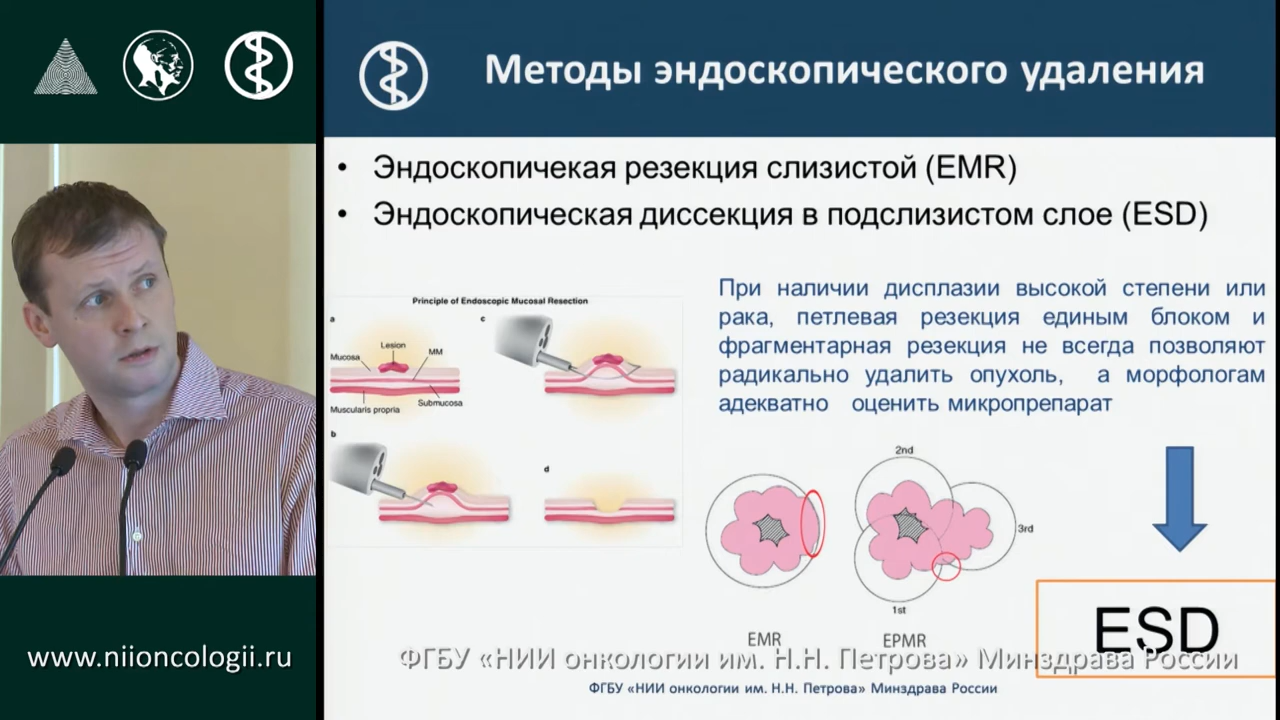 Методы эндоскопического удаления
• Эндоскопичекая резекция слизистой (EMR)
• Эндоскопическая диссекция в подслизистом слое (ESD)
Principle of Endoscopic Mucosal Resection
a
Lesion
Mucosa
MM
Muscularis propria
Submucosa
c
b
d
При наличии дисплазии высокой степени или
рака, петлевая резекция единым блоком и
фрагментарная резекция не всегда позволяют
радикально удалить опухоль, а морфологам
адекватно оценить микропрепарат
2nd
3rd
1st
EMR
EPMR
ESD
www.niioncologii.ru
ФГБУ «НИИ онкологии им. Н.Н. Петрова» Минздрава России
ФГБУ «НИИ онкологии им. Н.Н. Петрова» Минздрава России